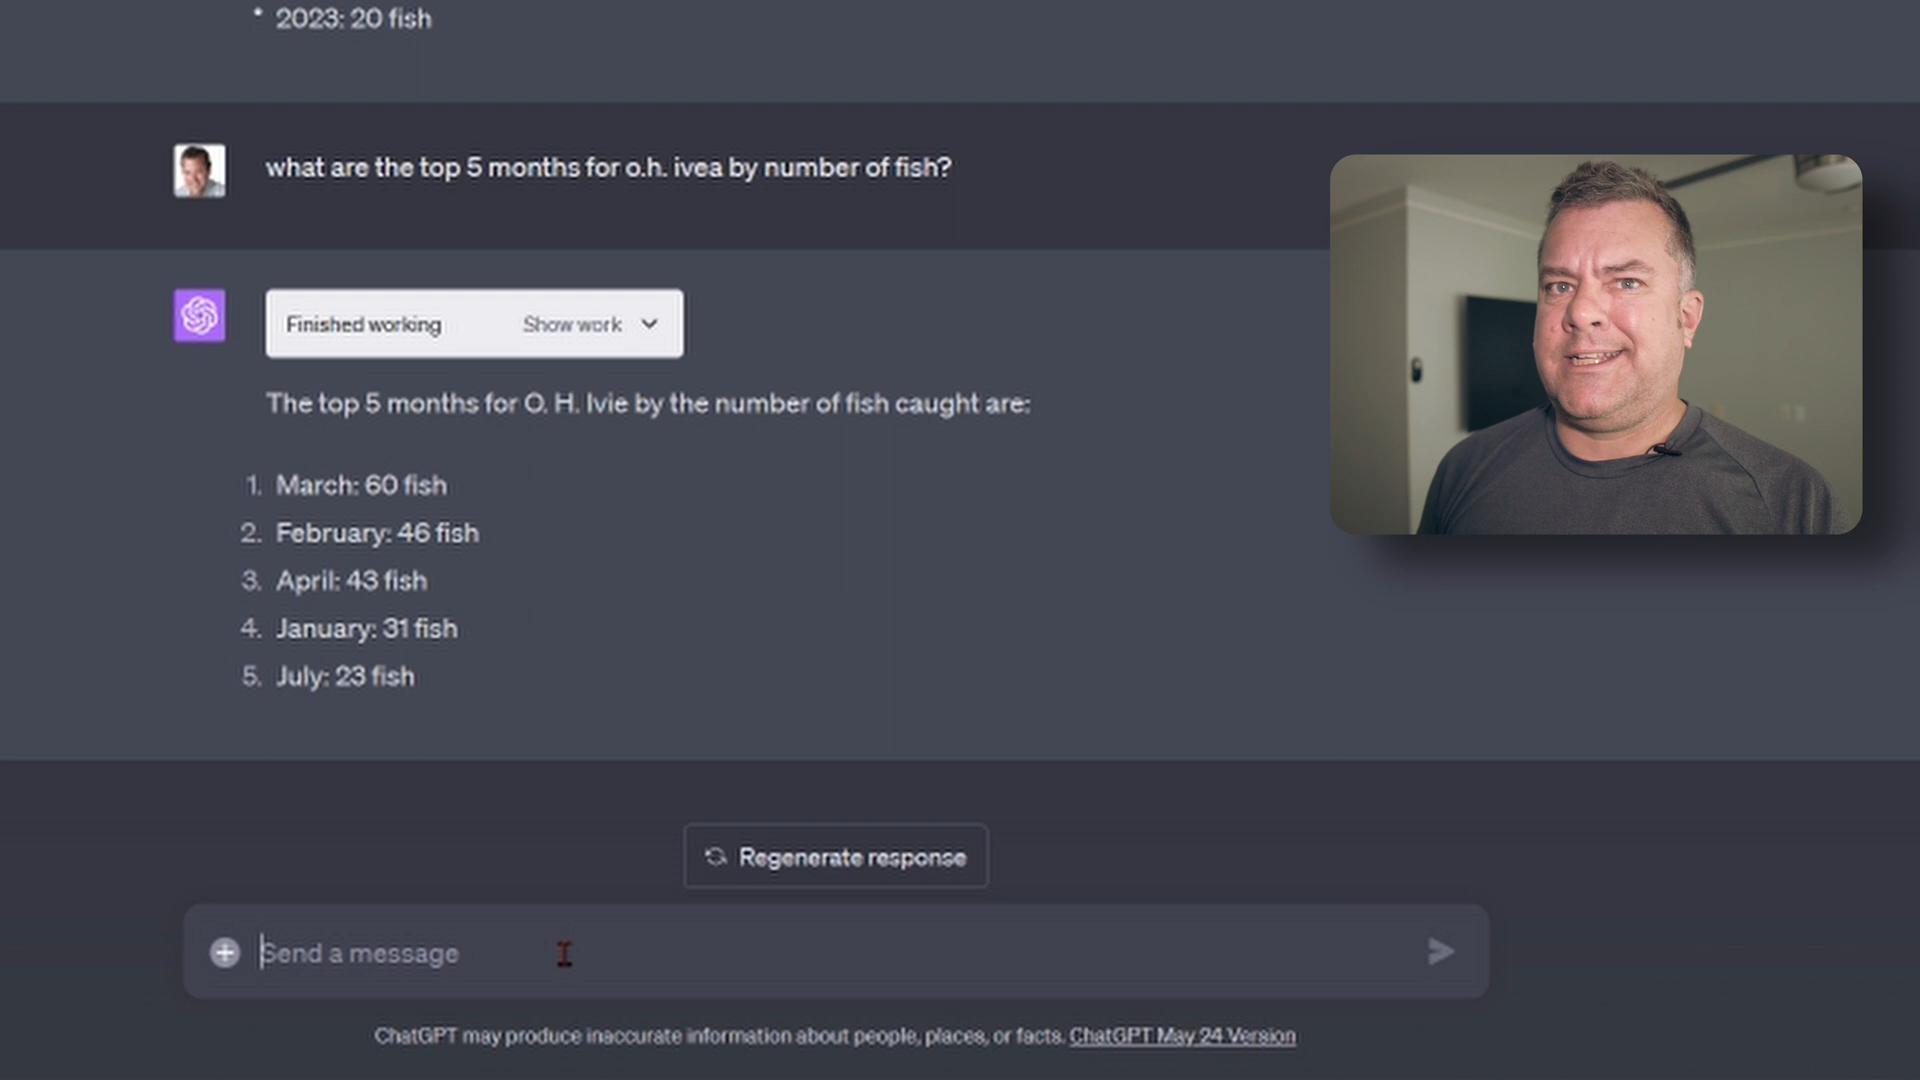 • 2023: 20 fish
what are the top 5 months for o.h. ivea by number of fish?
Finished working Show work
The top 5 months for O. H. Ivie by the number of fish caught are:
1. March: 60 fish
2. February: 46 fish
3. April: 43 fish
4. January: 31 fish
5. July: 23 fish
Regenerate response
Send a message
ChatGPT may produce inaccurate information about people, places, or facts. ChatGPT May 24 Version